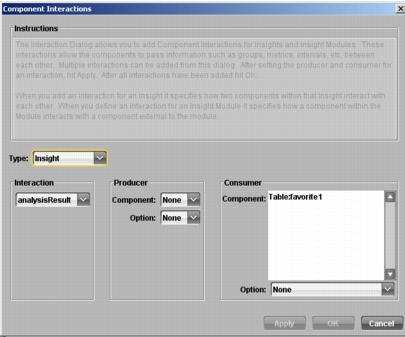 Component Interactions
Instructions
The Interaction Dialog allows you to add Component Interactions for Insights and Insight Modules. These
interactions allow the components to pass information such as groups, metrics, intervals, etc. between
each other. Multiple interactions can be added from this dialog. After setting the producer and consumer for
an interaction, hit Apply. After all interactions have been added hit OK.
When you add an interaction for an Insight it specifies how two components within that Insight interact with
each other. When you define an interaction for an Insight Module it specifies how a component within the
Module interacts with a component external to the module.
Type: Insight
Interaction
analysisResult
Producer
Component: None
Option: None
Consumer
Component: Table:favorite1
Option: None
Apply OK Cancel